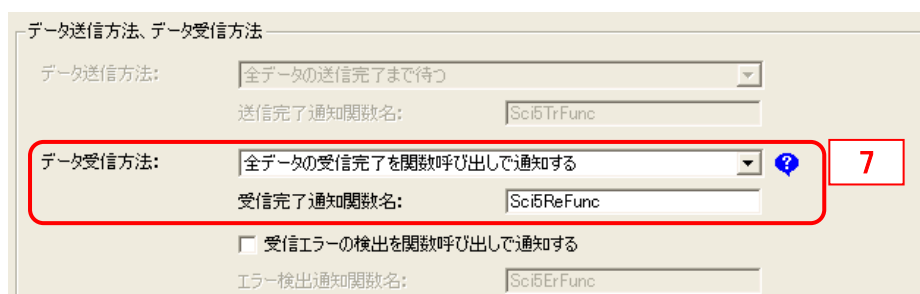 データ送信方法、データ受信方法
データ送信方法: 全データの送信完了まで待つ
送信完了通知関数名: Sci5TrFunc
データ受信方法: 全データの受信完了を関数呼び出しで通知する ? 7
受信完了通知関数名: Sci5ReFunc
受信エラーの検出を関数呼び出しで通知する
エラー検出通知関数名: Sci5ErFunc